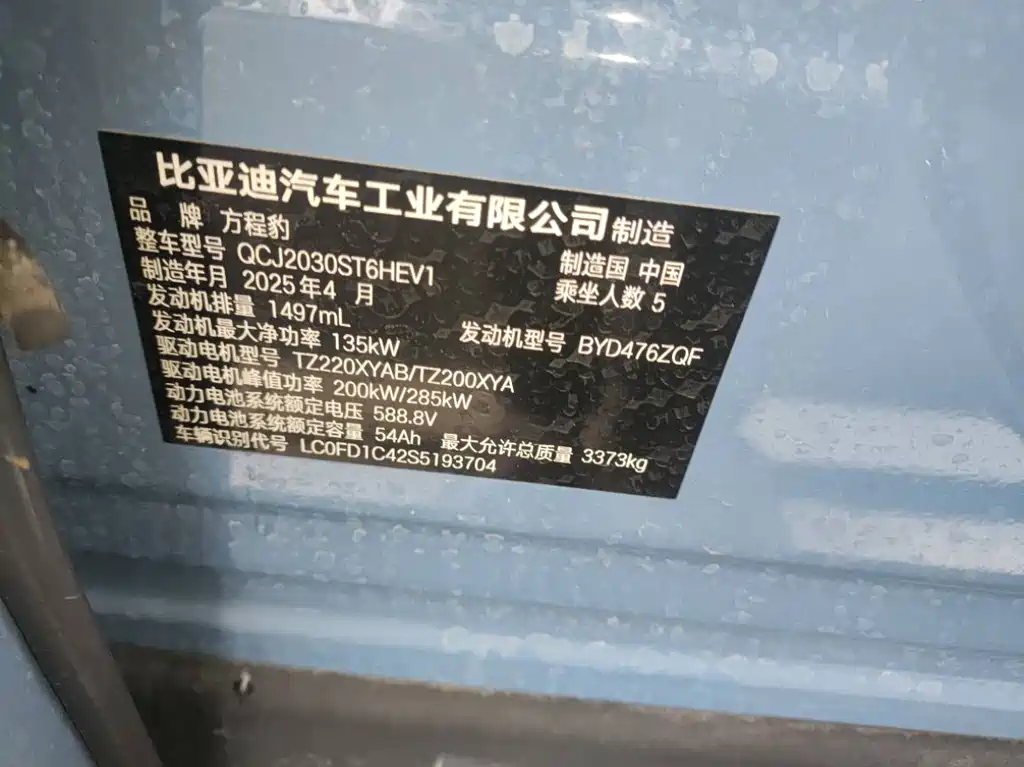 比亚迪汽车工业有限公司制造
品 牌 方程豹
整车型号 QCJ2030ST6HEV1 制造国 中国
制造年月 2025年4 月 乘坐人数 5
发动机排量 1497mL
发动机最大净功率 135kW 发动机型号 BYD476ZQF
驱动电机型号 TZ220XYAB/TZ200XYA
驱动电机峰值功率 200kW/285kW
动力电池系统额定电压 588.8V
动力电池系统额定容量 54Ah 最大允许总质量 3373kg
车辆识别代号 LC0FD1C42S5193704